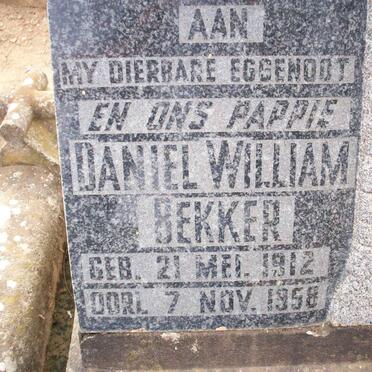 AAN
MY DIERBARE EGGENOOT
EN ONS PAPPIE
DANIEL WILLIAM
BEKKER
GEB. 21 MEI. 1912
OORL. 7 NOV. 1958